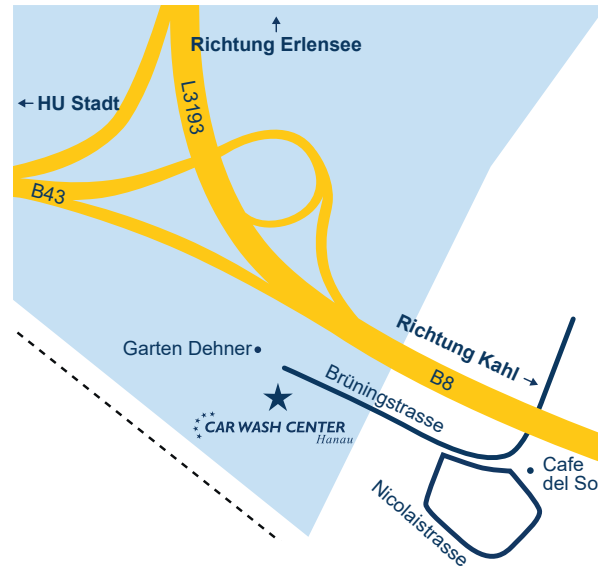 ↑
Richtung Erlensee
← HU Stadt
L3193
B43
Garten Dehner
Richtung Kahl →
B8
Brüningstrasse
CAR WASH CENTER
Hanau
Cafe
del So
Nicolaistrasse